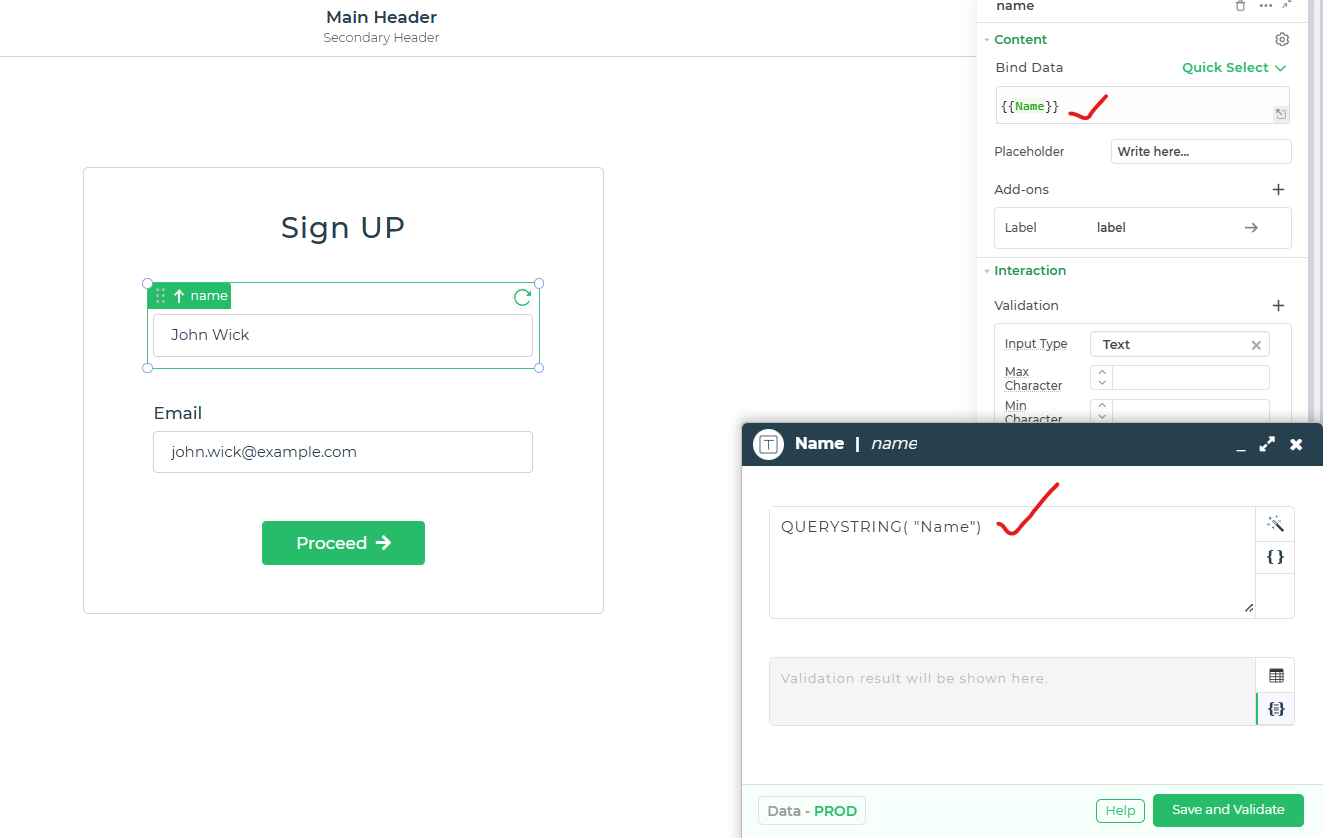 Main Header
Secondary Header
name
Content
Bind Data
Quick Select
{{Name}}
Placeholder
Write here...
Add-ons
Label
label
Interaction
Validation
Input Type
Text
Max
Character
Min
Character
Sign UP
name
John Wick
Email
john.wick@example.com
Proceed
Name | name
QUERYSTRING( "Name")
{ }
Validation result will be shown here.
Data - PROD
Help
Save and Validate